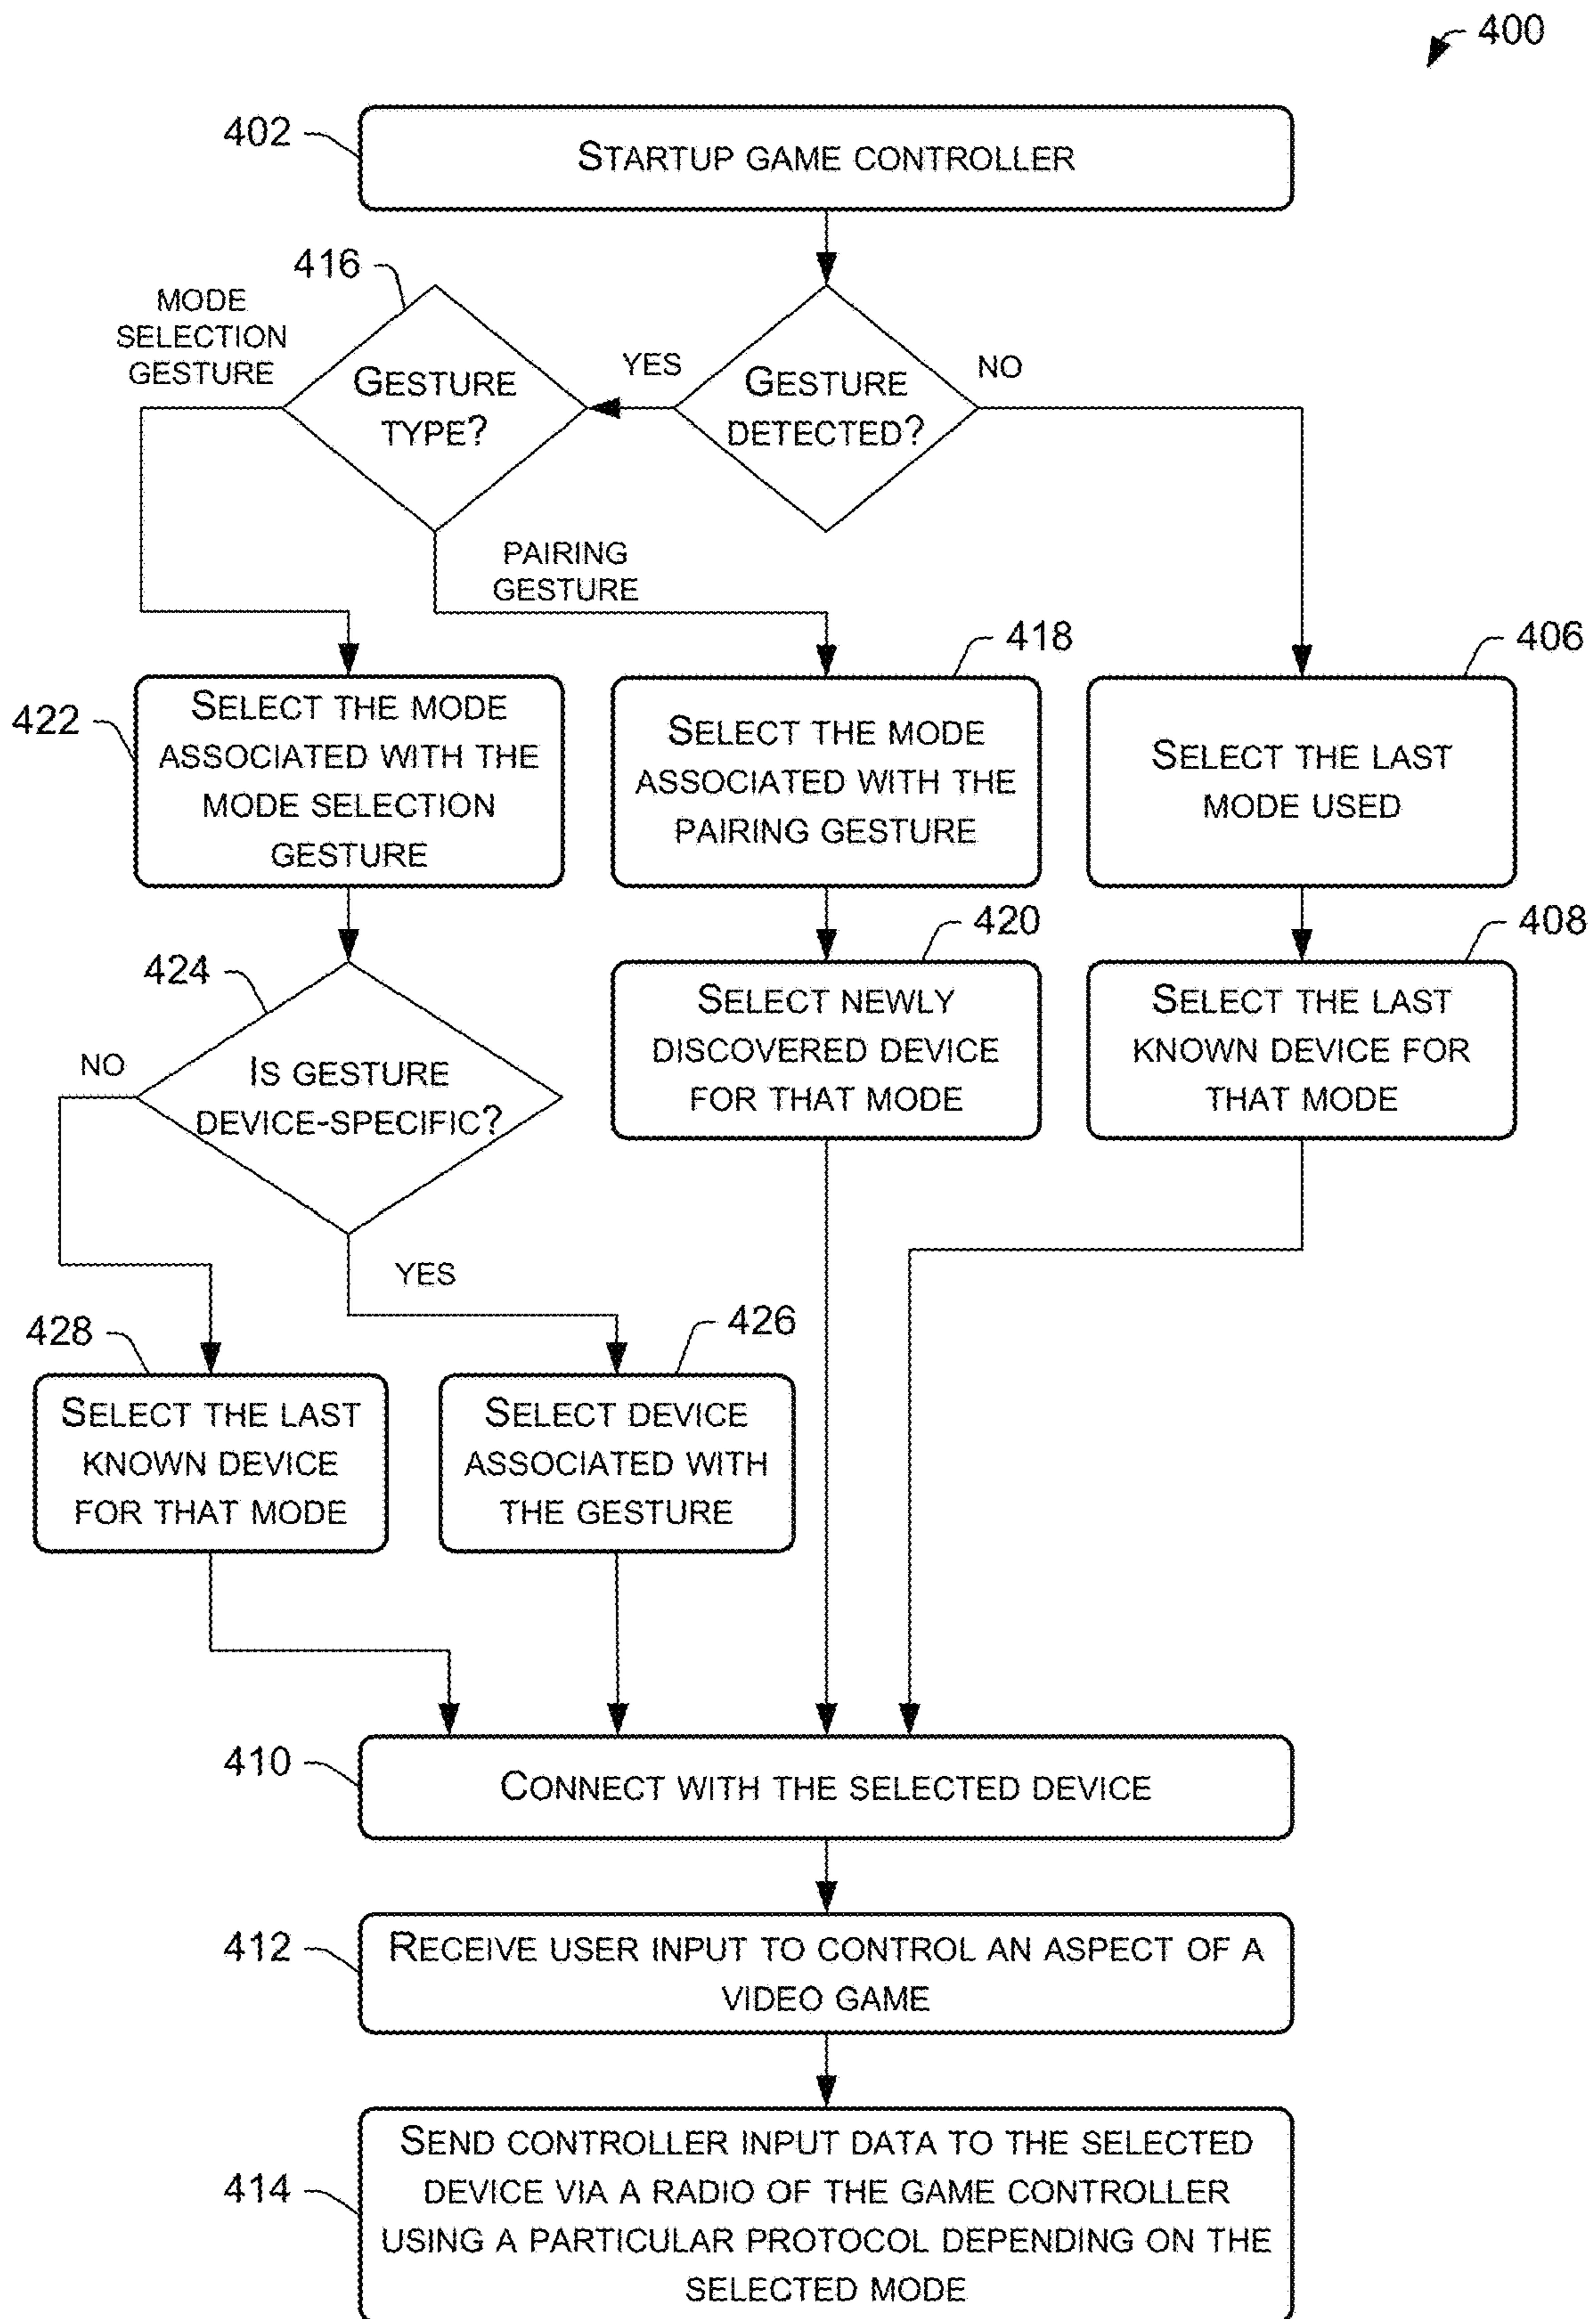 400
402
STARTUP GAME CONTROLLER
416
MODE
SELECTION
GESTURE
GESTURE
TYPE?
YES
GESTURE
DETECTED?
NO
PAIRING
GESTURE
422
SELECT THE MODE
ASSOCIATED WITH THE
MODE SELECTION
GESTURE
418
SELECT THE MODE
ASSOCIATED WITH THE
PAIRING GESTURE
406
SELECT THE LAST
MODE USED
424
IS GESTURE
DEVICE-SPECIFIC?
NO
YES
420
SELECT NEWLY
DISCOVERED DEVICE
FOR THAT MODE
408
SELECT THE LAST
KNOWN DEVICE FOR
THAT MODE
428
SELECT THE LAST
KNOWN DEVICE
FOR THAT MODE
426
SELECT DEVICE
ASSOCIATED WITH
THE GESTURE
410
CONNECT WITH THE SELECTED DEVICE
412
RECEIVE USER INPUT TO CONTROL AN ASPECT OF A
VIDEO GAME
414
SEND CONTROLLER INPUT DATA TO THE SELECTED
DEVICE VIA A RADIO OF THE GAME CONTROLLER
USING A PARTICULAR PROTOCOL DEPENDING ON THE
SELECTED MODE